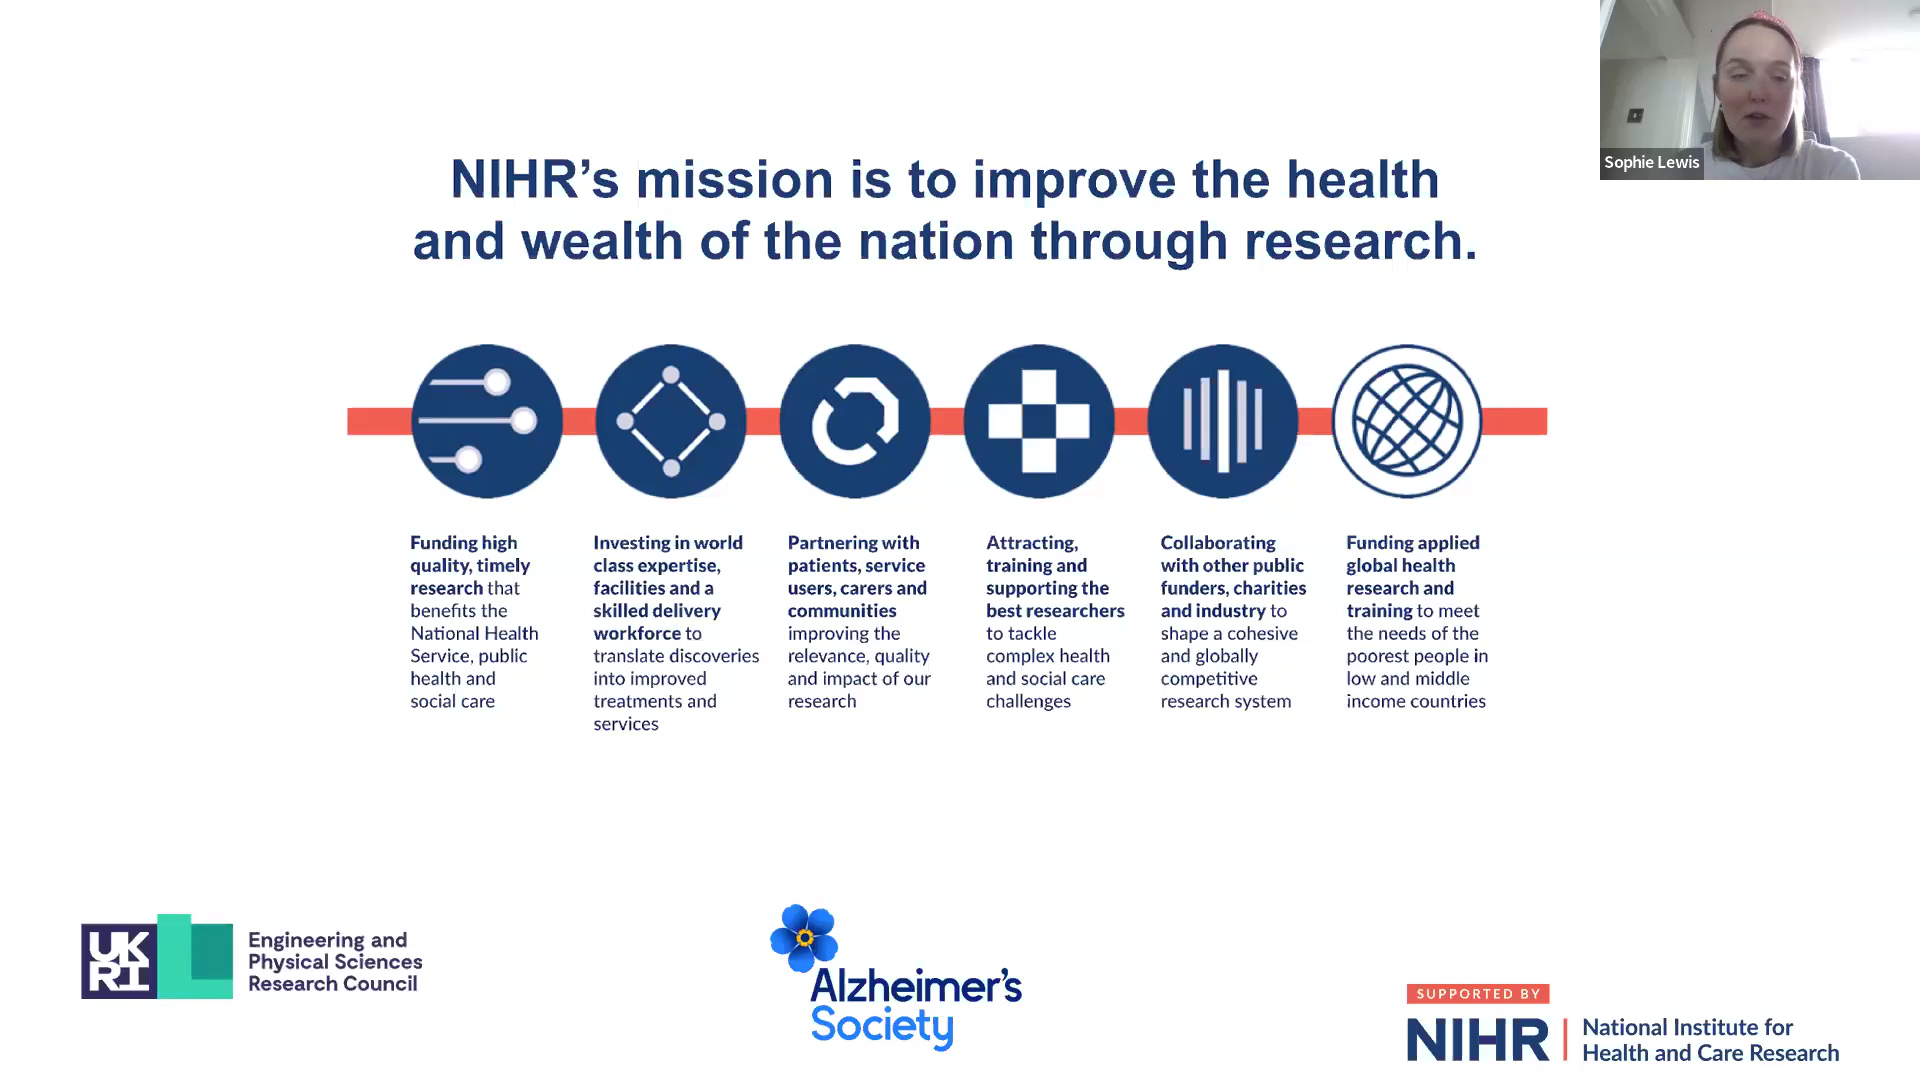 Sophie Lewis
NIHR’s mission is to improve the health
and wealth of the nation through research.
Funding high
quality, timely
research that
benefits the
National Health
Service, public
health and
social care
Investing in world
class expertise,
facilities and a
skilled delivery
workforce to
translate discoveries
into improved
treatments and
services
Partnering with
patients, service
users, carers and
communities
improving the
relevance, quality
and impact of our
research
Attracting,
training and
supporting the
best researchers
to tackle
complex health
and social care
challenges
Collaborating
with other public
funders, charities
and industry to
shape a cohesive
and globally
competitive
research system
Funding applied
global health
research and
training to meet
the needs of the
poorest people in
low and middle
income countries
UK
RI
Engineering and
Physical Sciences
Research Council
Alzheimer’s
Society
SUPPORTED BY
NIHR
National Institute for
Health and Care Research